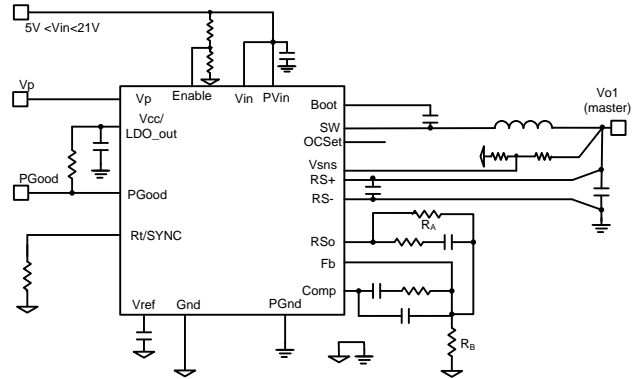 5V <Vin<21V
Vp
Vp
Enable
Vin
PVin
Boot
Vcc/
LDO_out
SW
OCSet
Vo1
(master)
Vsns
RS+
RS-
PGood
PGood
RA
Rt/SYNC
RSo
Fb
Comp
Vref
Gnd
PGnd
RB